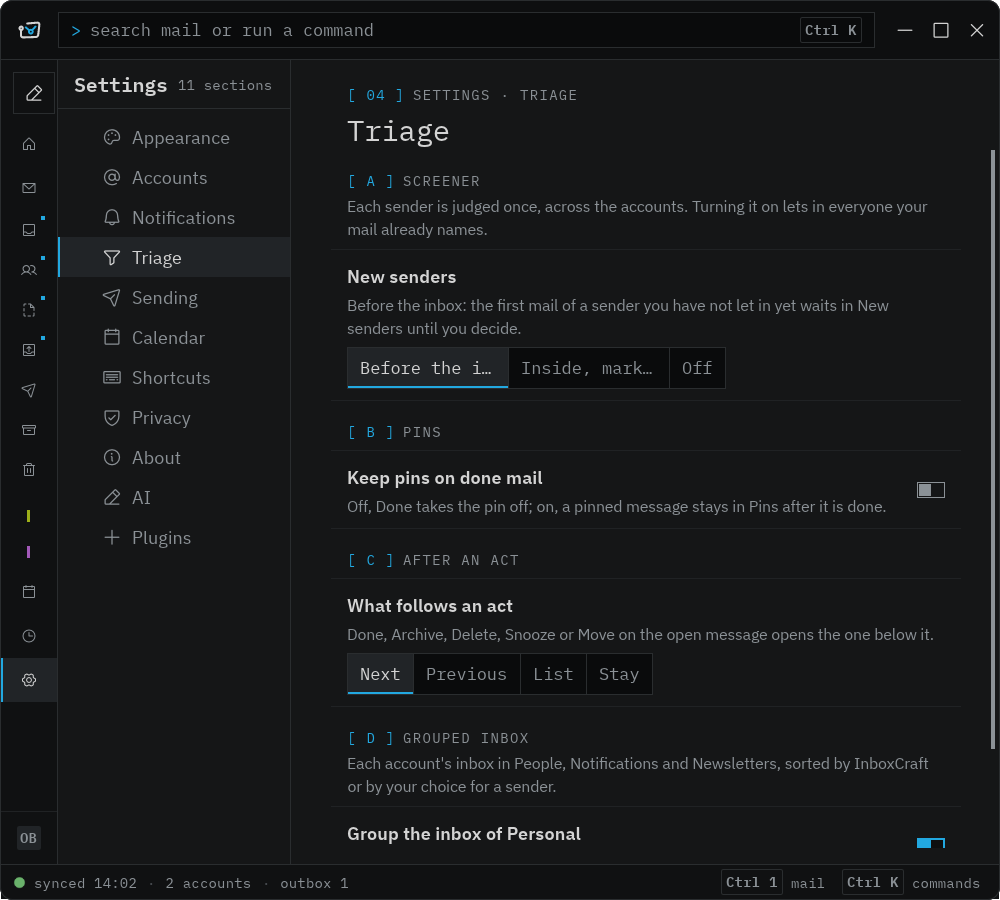 > search mail or run a command
Ctrl K
Settings 11 sections
Appearance
Accounts
Notifications
Triage
Sending
Calendar
Shortcuts
Privacy
About
AI
Plugins
OB
[ 04 ] SETTINGS · TRIAGE
Triage
[ A ] SCREENER
Each sender is judged once, across the accounts. Turning it on lets in everyone your
mail already names.
New senders
Before the inbox: the first mail of a sender you have not let in yet waits in New
senders until you decide.
Before the i… Inside, mark… Off
[ B ] PINS
Keep pins on done mail
Off, Done takes the pin off; on, a pinned message stays in Pins after it is done.
[ C ] AFTER AN ACT
What follows an act
Done, Archive, Delete, Snooze or Move on the open message opens the one below it.
Next Previous List Stay
[ D ] GROUPED INBOX
Each account's inbox in People, Notifications and Newsletters, sorted by InboxCraft
or by your choice for a sender.
Group the inbox of Personal
synced 14:02 · 2 accounts · outbox 1
Ctrl 1 mail Ctrl K commands